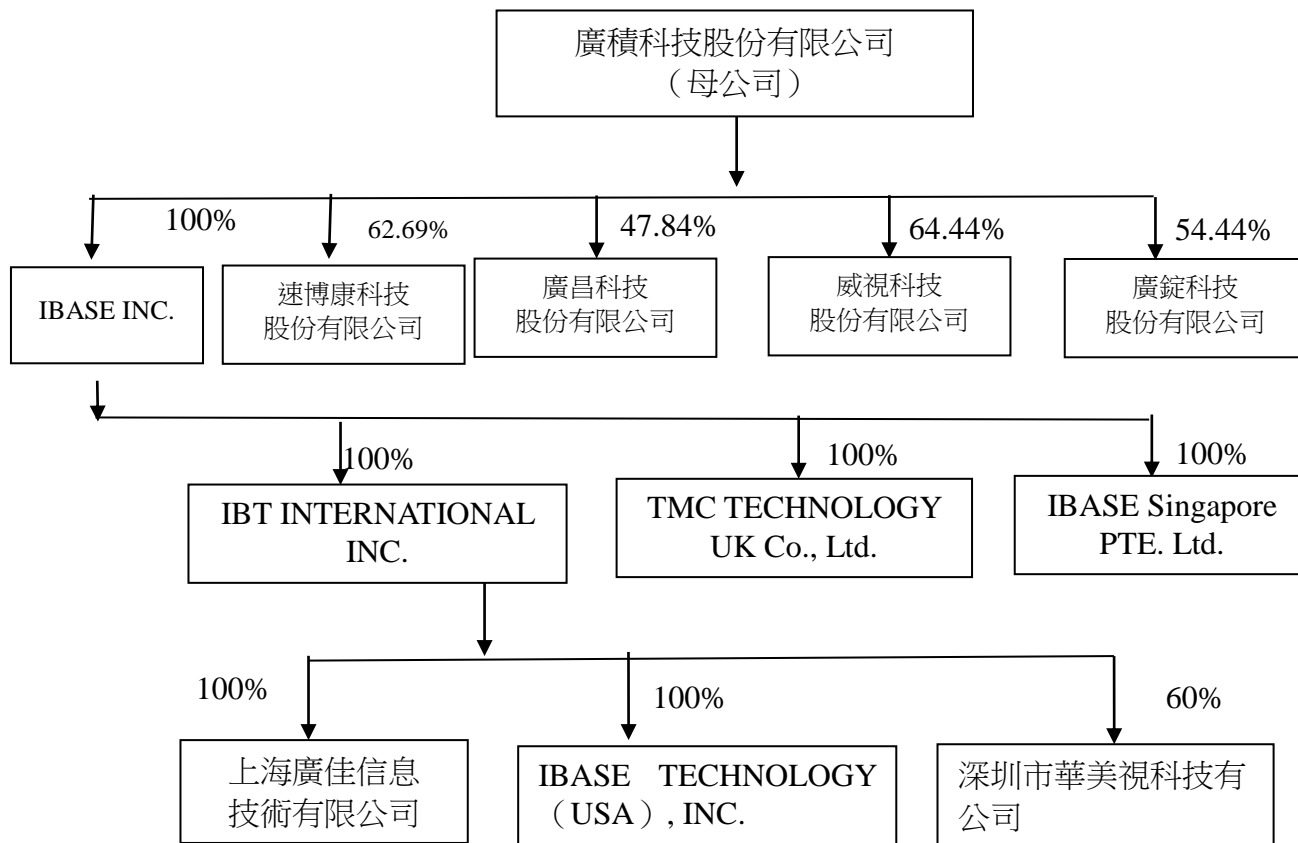 廣積科技股份有限公司
（母公司）
100%
62.69%
47.84%
64.44%
54.44%
IBASE INC.
速博康科技
股份有限公司
廣昌科技
股份有限公司
威視科技
股份有限公司
廣錠科技
股份有限公司
100%
100%
100%
IBT INTERNATIONAL
INC.
TMC TECHNOLOGY
UK Co., Ltd.
IBASE Singapore
PTE. Ltd.
100%
100%
60%
上海廣佳信息
技術有限公司
IBASE TECHNOLOGY
（USA）, INC.
深圳市華美視科技有
公司